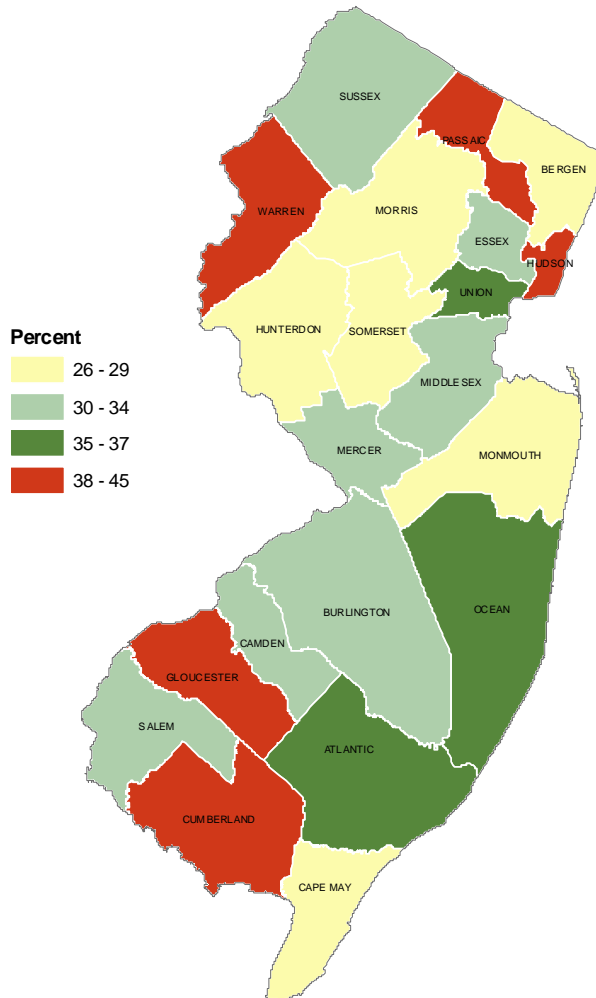 SUSSEX
PASSAIC
BERGEN
WARREN
MORRIS
ESSEX
HUDSON
UNION
HUNTERDON
SOMERSET
Percent
26 - 29
30 - 34
35 - 37
38 - 45
MIDDLESEX
MERCER
MONMOUTH
OCEAN
BURLINGTON
CAMDEN
GLOUCESTER
SALEM
ATLANTIC
CUMBERLAND
CAPE MAY